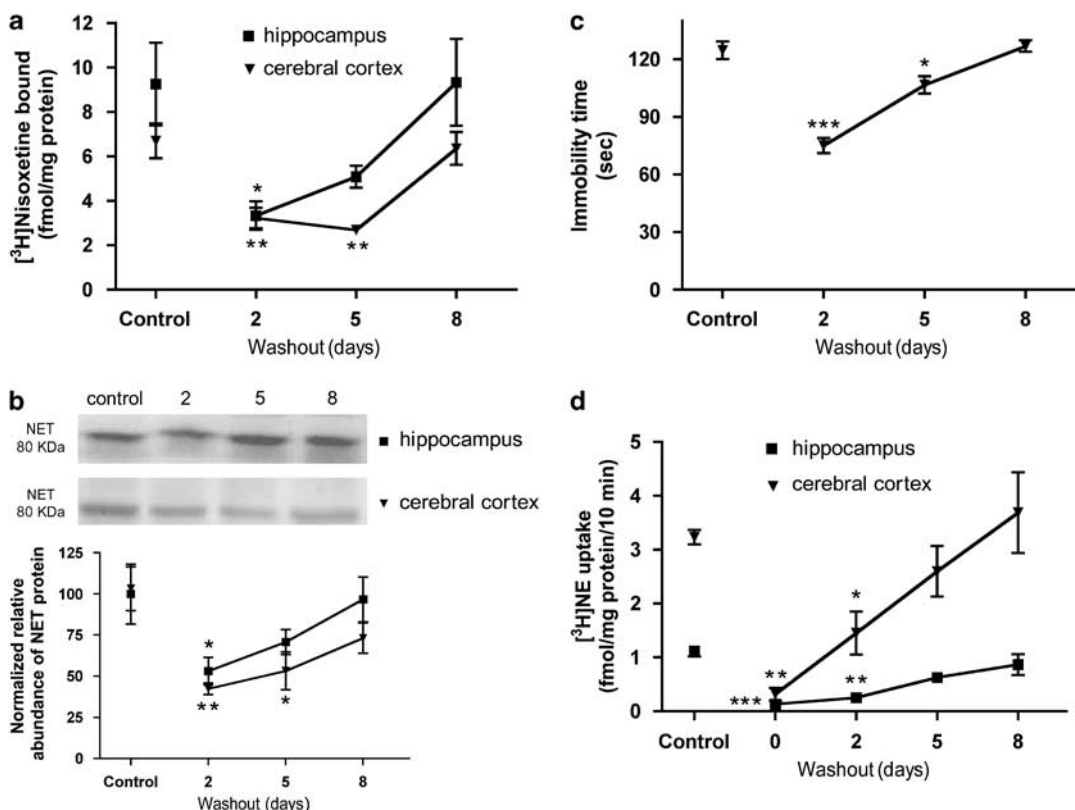 a
[³H]Nisoxetine bound
(fmol/mg protein)
12
10
8
6
4
2
0
hippocampus
cerebral cortex
*
**
**
Control 2 5 8
Washout (days)
b
control 2 5 8
NET
80 KDa
hippocampus
NET
80 KDa
cerebral cortex
Normalized relative
abundance of NET protein
125
100
75
50
25
0
*
**
*
Control 2 5 8
Washout (days)
c
Immobility time
(sec)
120
90
60
30
0
***
*
Control 2 5 8
Washout (days)
d
[³H]NE uptake
(fmol/mg protein/10 min)
5
4
3
2
1
0
hippocampus
cerebral cortex
*
**
**
***
Control 0 2 5 8
Washout (days)